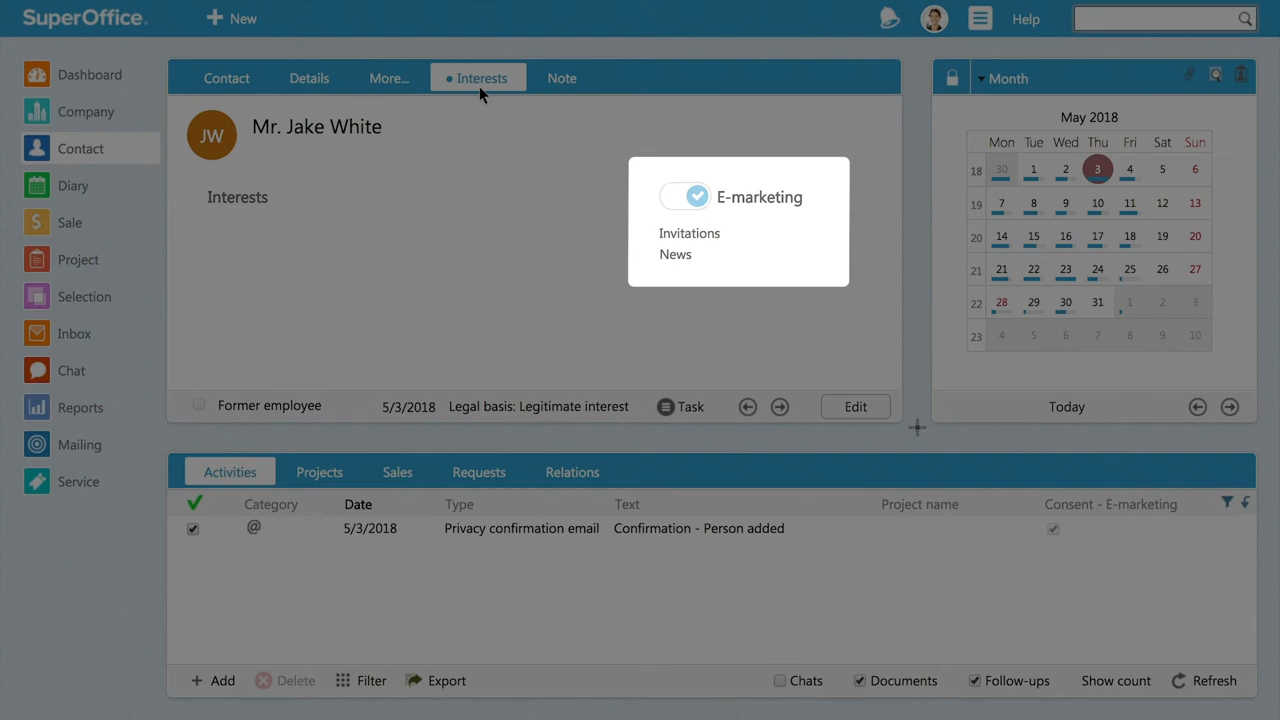 SuperOffice.
New
Help
Dashboard
Company
Contact
Diary
Sale
Project
Selection
Inbox
Chat
Reports
Mailing
Service
Contact Details More... Interests Note
JW Mr. Jake White
Interests
E-marketing
Invitations
News
Former employee 5/3/2018 Legal basis: Legitimate interest Task Edit
Month
May 2018
Mon Tue Wed Thu Fri Sat Sun
18 30 1 2 3 4 5 6
19 7 8 9 10 11 12 13
20 14 15 16 17 18 19 20
21 21 22 23 24 25 26 27
22 28 29 30 31 1 2 3
23 4 5 6 7 8 9 10
Today
Activities Projects Sales Requests Relations
Category Date Type Text Project name Consent - E-marketing
@ 5/3/2018 Privacy confirmation email Confirmation - Person added
Add Delete Filter Export Chats Documents Follow-ups Show count Refresh